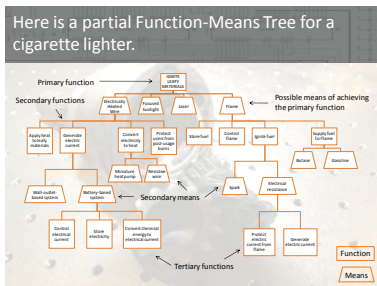 Here is a partial Function-Means Tree for a
cigarette lighter.
Primary function
IGNITE
LEAFY
MATERIALS
Secondary functions
Electrically
Heated
Wire
Focused
Sunlight
Laser
Flame
Possible means of achieving
the primary function
Apply heat
to leafy
materials
Generate
electric
current
Convert
electricity
to heat
Protect
users from
post-usage
burns
Store fuel
Control
flame
Ignite fuel
Supply fuel
for flame
Miniature
heat pump
Resistive
wire
Butane
Gasoline
Wall-outlet-
based system
Battery-based
system
Secondary means
Spark
Electrical
resistance
Control
electrical
current
Store
electricity
Convert chemical
energy to
electrical current
Tertiary functions
Protect
electric
current from
flame
Generate
electric current
Function
Means